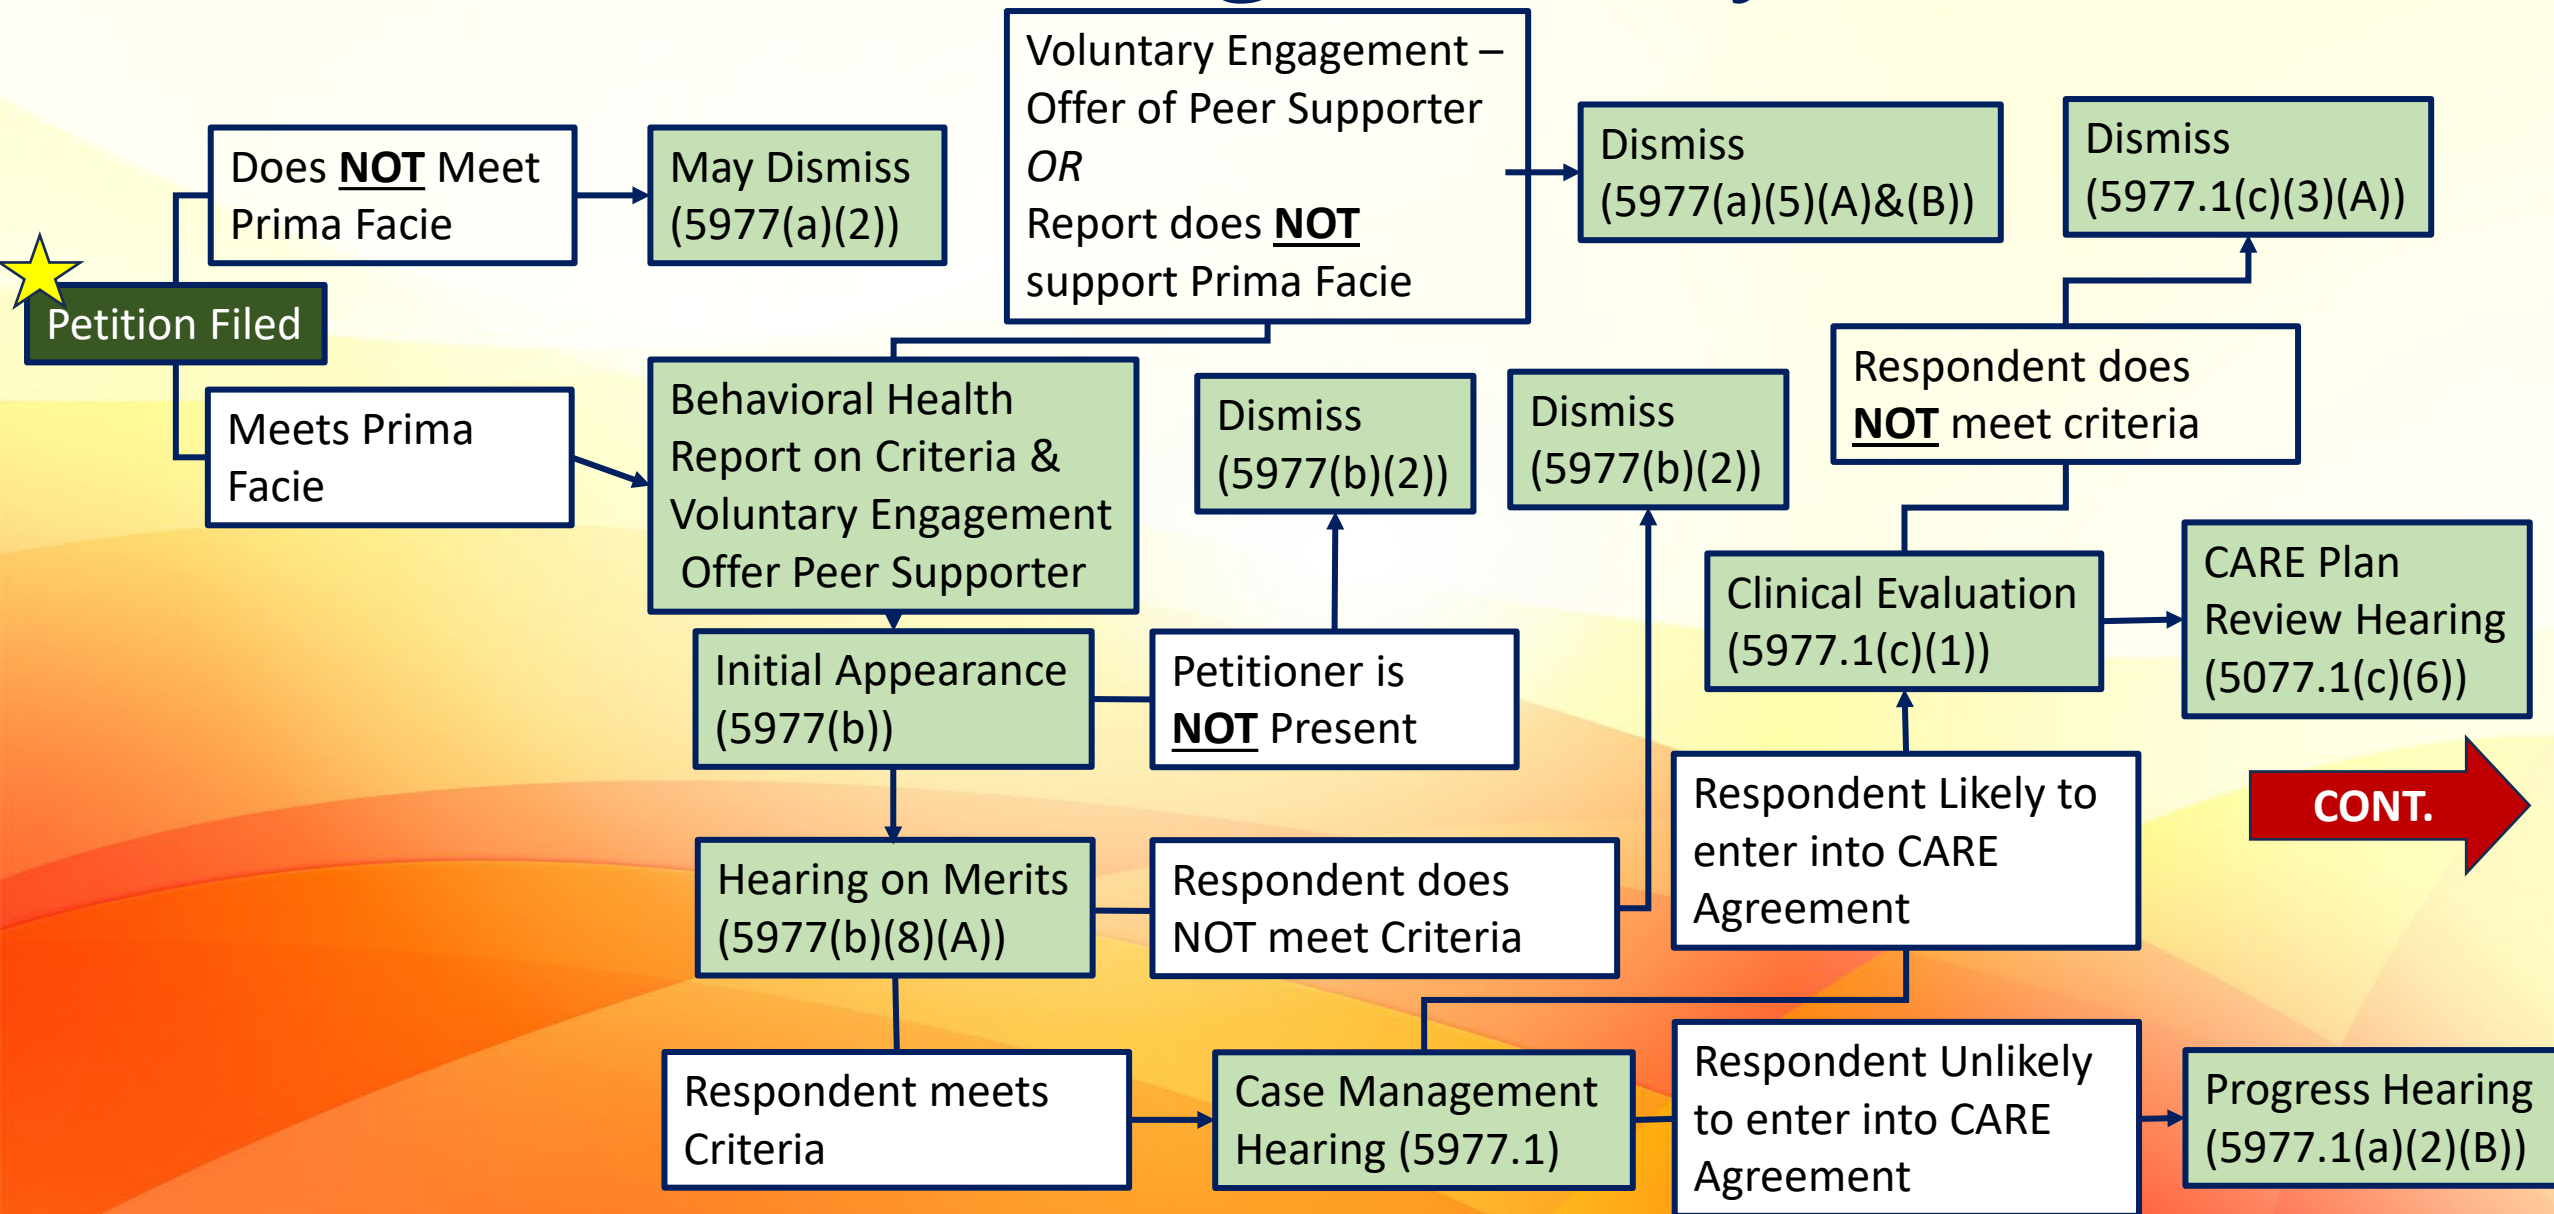 Voluntary Engagement –
Offer of Peer Supporter
OR
Report does NOT
support Prima Facie
Does NOT Meet
Prima Facie
May Dismiss
(5977(a)(2))
Dismiss
(5977(a)(5)(A)&(B))
Dismiss
(5977.1(c)(3)(A))
Petition Filed
Meets Prima
Facie
Behavioral Health
Report on Criteria &
Voluntary Engagement
Offer Peer Supporter
Dismiss
(5977(b)(2))
Dismiss
(5977(b)(2))
Respondent does
NOT meet criteria
Initial Appearance
(5977(b))
Petitioner is
NOT Present
Clinical Evaluation
(5977.1(c)(1))
CARE Plan
Review Hearing
(5077.1(c)(6))
Hearing on Merits
(5977(b)(8)(A))
Respondent does
NOT meet Criteria
Respondent Likely to
enter into CARE
Agreement
CONT.
Respondent meets
Criteria
Case Management
Hearing (5977.1)
Respondent Unlikely
to enter into CARE
Agreement
Progress Hearing
(5977.1(a)(2)(B))